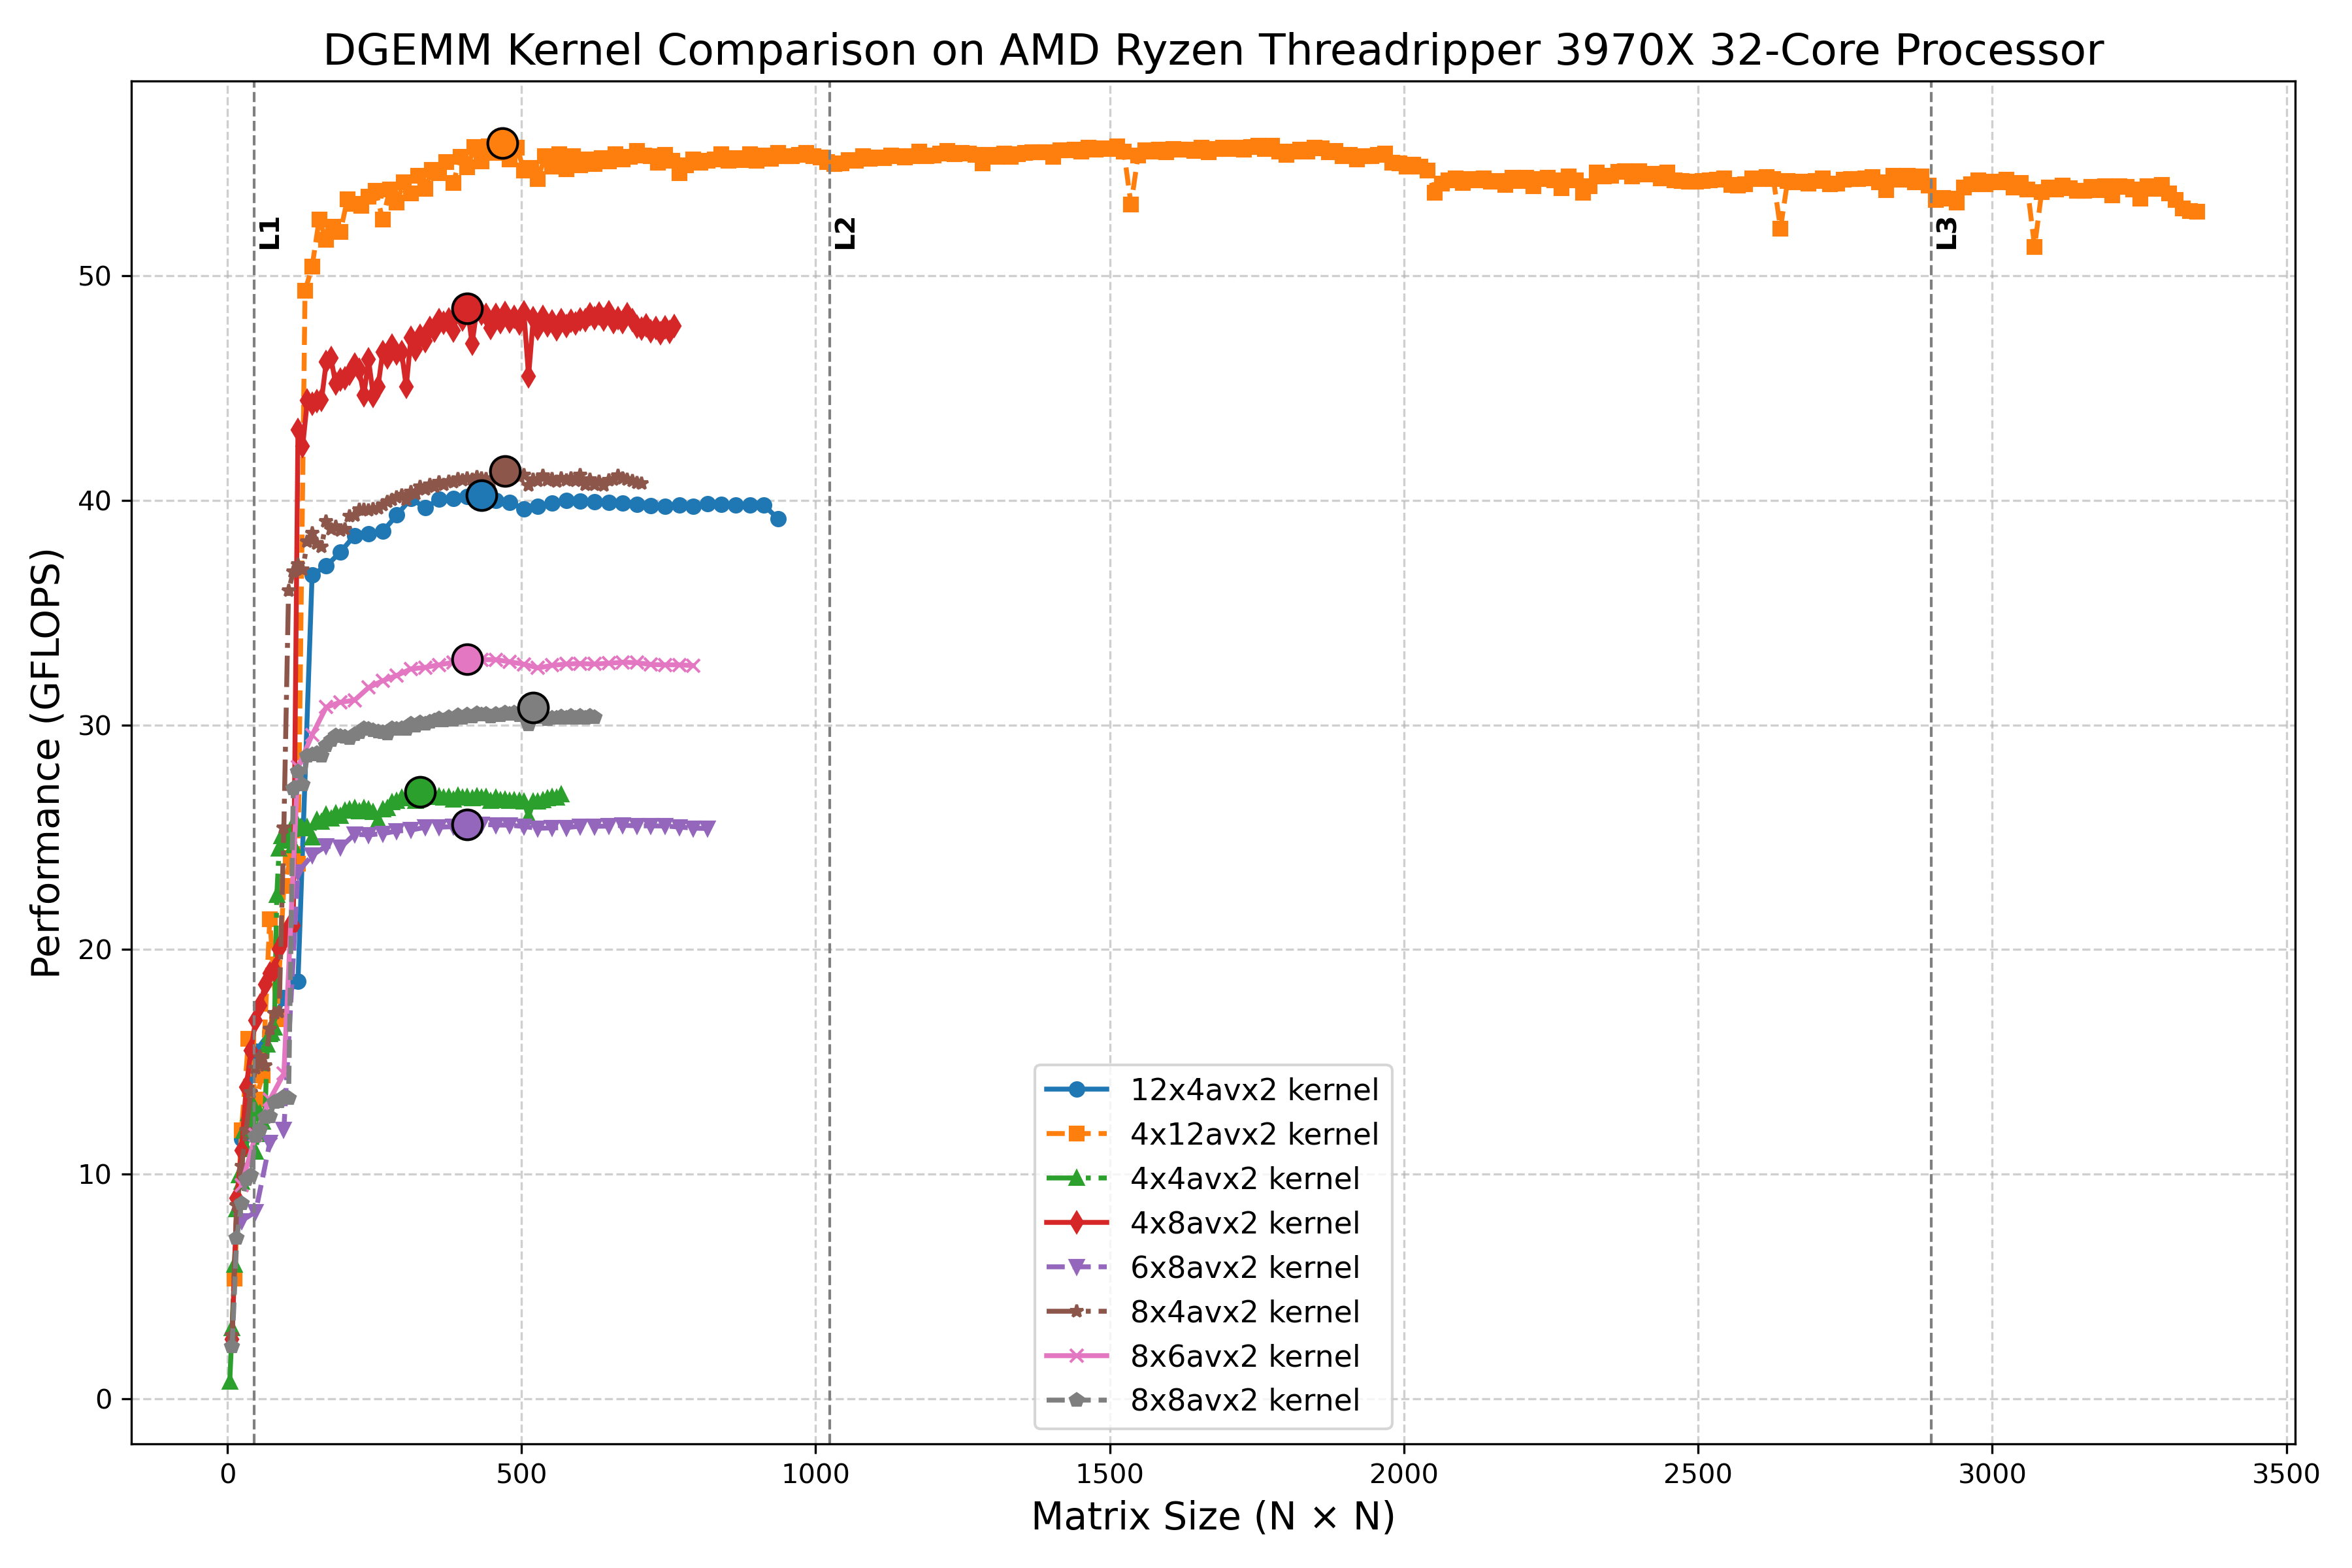 DGEMM Kernel Comparison on AMD Ryzen Threadripper 3970X 32-Core Processor
Performance (GFLOPS)
50
40
30
20
10
0
L1
L2
L3
12x4avx2 kernel
4x12avx2 kernel
4x4avx2 kernel
4x8avx2 kernel
6x8avx2 kernel
8x4avx2 kernel
8x6avx2 kernel
8x8avx2 kernel
0 500 1000 1500 2000 2500 3000 3500
Matrix Size (N × N)